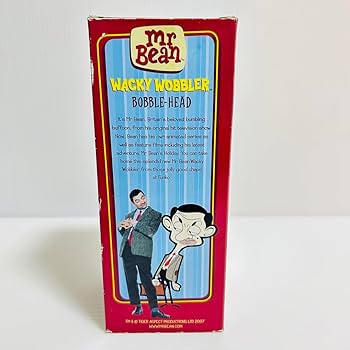 Mr
Bean
WACKY WOBBLER
BOBBLE-HEAD
It's Mr Bean, Britain's beloved bumbling
buffoon, from his original hit television show.
Now, Bean has his own animated series as
well as feature films including his latest
adventure, Mr Bean's Holiday. You can take
home this splendid new Mr Bean Wacky
Wobbler from those jolly good chaps
at Funko.
TM & © TIGER ASPECT PRODUCTIONS LTD 2007
WWW.MRBEAN.COM